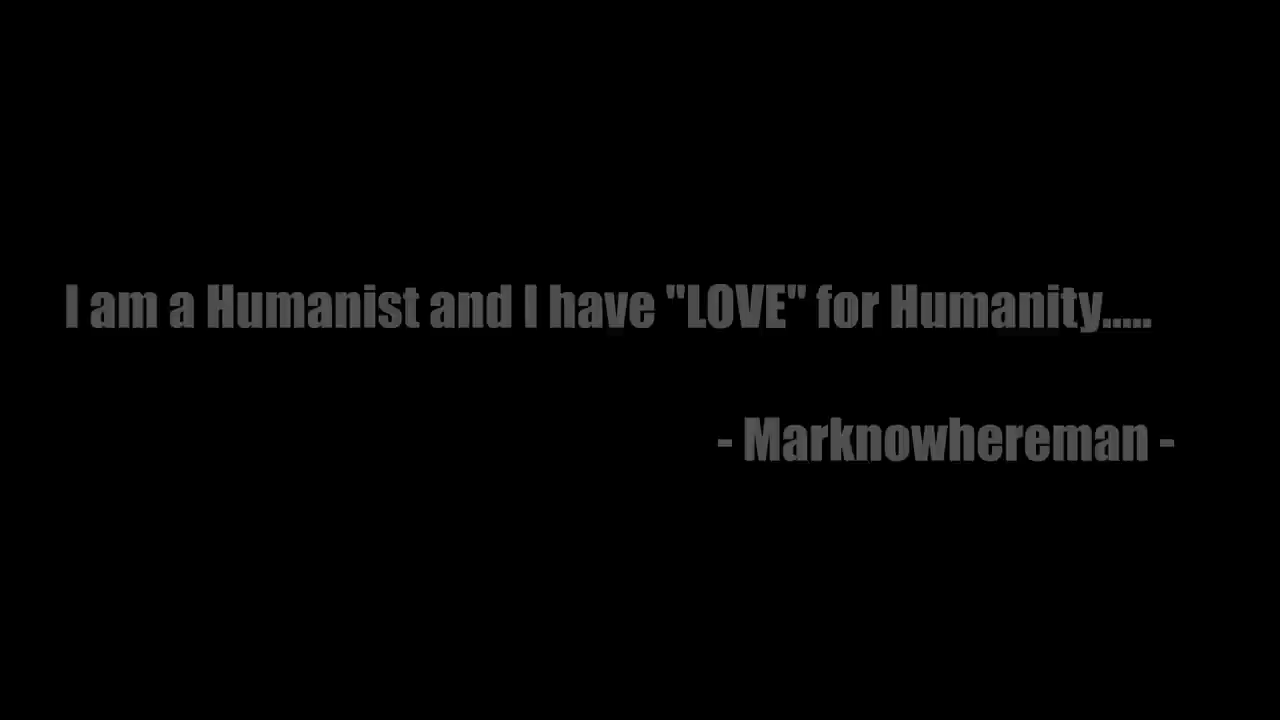 I am a Humanist and I have "LOVE" for Humanity.....
- Marknowhereman -